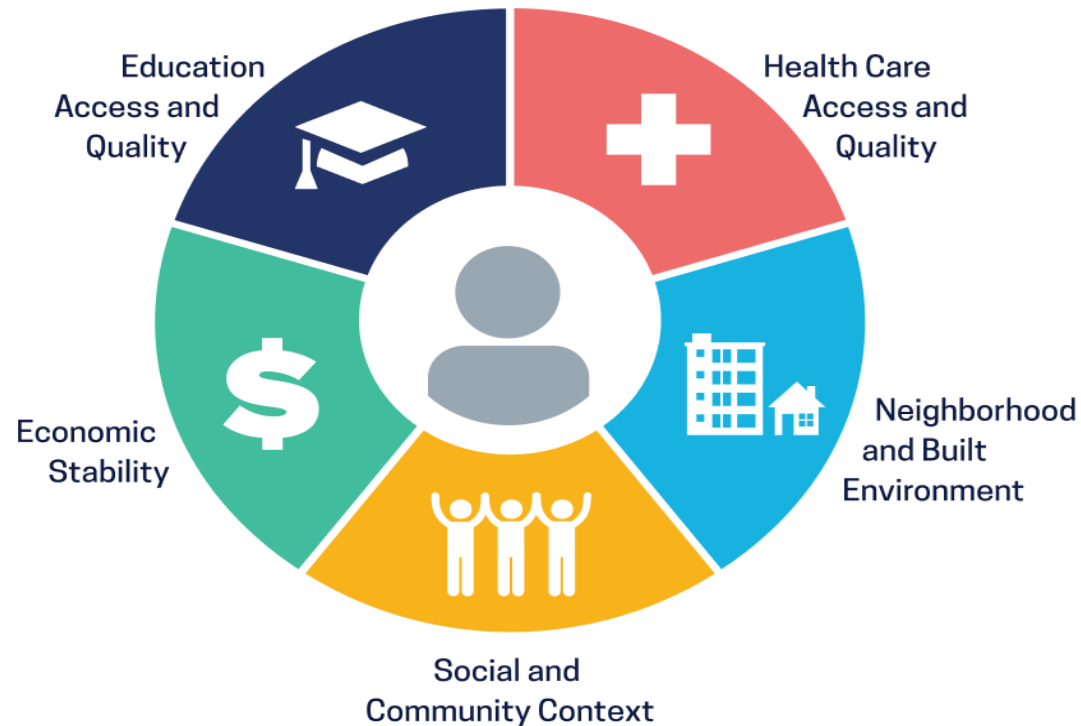 Education
Access and
Quality
Health Care
Access and
Quality
Economic
Stability
Neighborhood
and Built
Environment
Social and
Community Context